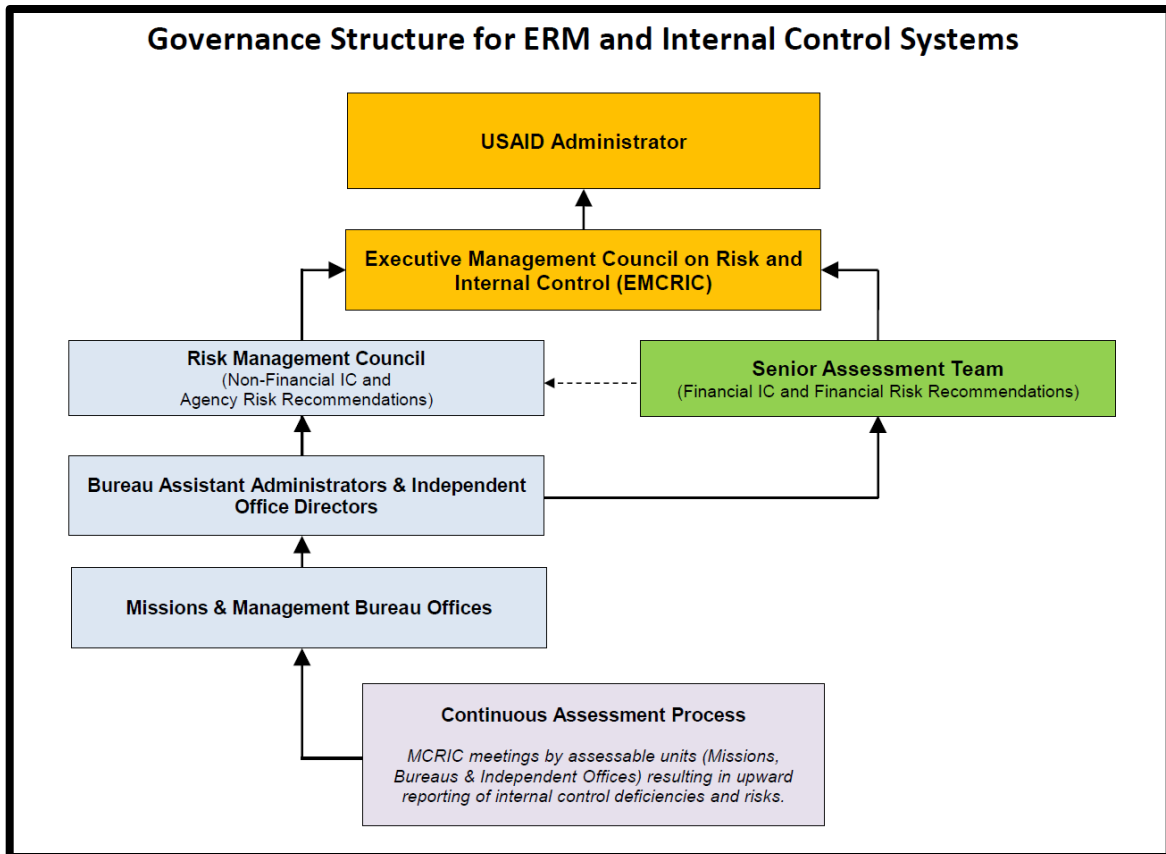 Governance Structure for ERM and Internal Control Systems
USAID Administrator
Executive Management Council on Risk and
Internal Control (EMCRIC)
Risk Management Council
(Non-Financial IC and
Agency Risk Recommendations)
Senior Assessment Team
(Financial IC and Financial Risk Recommendations)
Bureau Assistant Administrators & Independent
Office Directors
Missions & Management Bureau Offices
Continuous Assessment Process
MCRIC meetings by assessable units (Missions,
Bureaus & Independent Offices) resulting in upward
reporting of internal control deficiencies and risks.